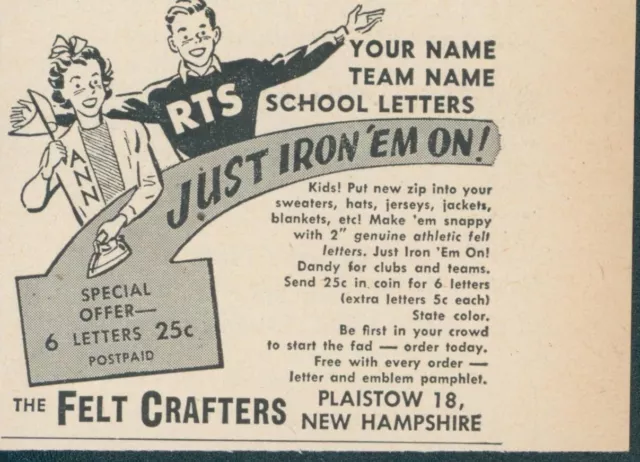 YOUR NAME
TEAM NAME
SCHOOL LETTERS
RTS
ANN
JUST IRON 'EM ON!
Kids! Put new zip into your
sweaters, hats, jerseys, jackets,
blankets, etc! Make 'em snappy
with 2" genuine athletic felt
letters. Just Iron 'Em On!
Dandy for clubs and teams.
Send 25c in coin for 6 letters
(extra letters 5c each)
State color.
Be first in your crowd
to start the fad — order today.
Free with every order —
letter and emblem pamphlet.
SPECIAL
OFFER—
6 LETTERS 25c
POSTPAID
THE FELT CRAFTERS
PLAISTOW 18,
NEW HAMPSHIRE